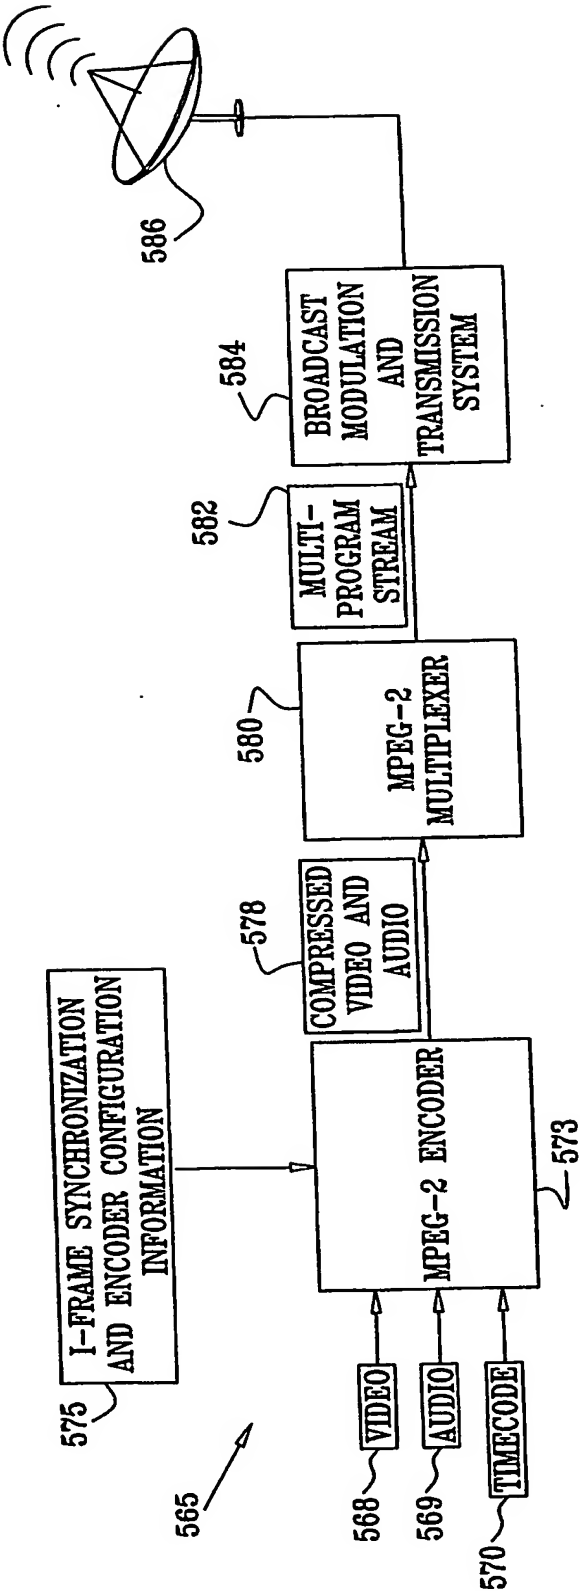 565
575
I-FRAME SYNCHRONIZATION
AND ENCODER CONFIGURATION
INFORMATION
568
VIDEO
569
AUDIO
570
TIMECODE
MPEG-2 ENCODER
573
578
COMPRESSED
VIDEO AND
AUDIO
580
MPEG-2
MULTIPLEXER
582
MULTI-
PROGRAM
STREAM
584
BROADCAST
MODULATION
AND
TRANSMISSION
SYSTEM
586